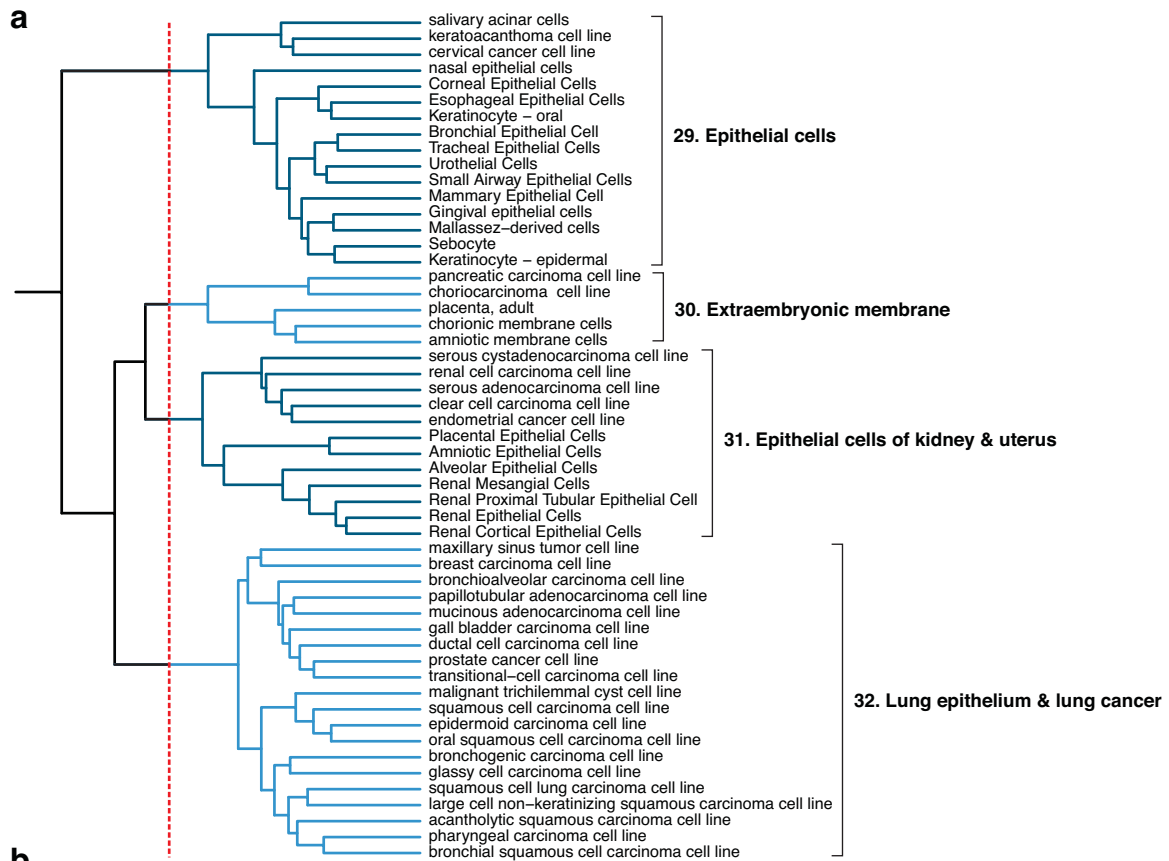 a
salivary acinar cells
keratoacanthoma cell line
cervical cancer cell line
nasal epithelial cells
Corneal Epithelial Cells
Esophageal Epithelial Cells
Keratinocyte − oral
Bronchial Epithelial Cell
Tracheal Epithelial Cells
Urothelial Cells
Small Airway Epithelial Cells
Mammary Epithelial Cell
Gingival epithelial cells
Mallassez−derived cells
Sebocyte
Keratinocyte − epidermal
29. Epithelial cells
pancreatic carcinoma cell line
choriocarcinoma cell line
placenta, adult
chorionic membrane cells
amniotic membrane cells
30. Extraembryonic membrane
serous cystadenocarcinoma cell line
renal cell carcinoma cell line
serous adenocarcinoma cell line
clear cell carcinoma cell line
endometrial cancer cell line
Placental Epithelial Cells
Amniotic Epithelial Cells
Alveolar Epithelial Cells
Renal Mesangial Cells
Renal Proximal Tubular Epithelial Cell
Renal Epithelial Cells
Renal Cortical Epithelial Cells
31. Epithelial cells of kidney & uterus
maxillary sinus tumor cell line
breast carcinoma cell line
bronchioalveolar carcinoma cell line
papillotubular adenocarcinoma cell line
mucinous adenocarcinoma cell line
gall bladder carcinoma cell line
ductal cell carcinoma cell line
prostate cancer cell line
transitional−cell carcinoma cell line
malignant trichilemmal cyst cell line
squamous cell carcinoma cell line
epidermoid carcinoma cell line
oral squamous cell carcinoma cell line
bronchogenic carcinoma cell line
glassy cell carcinoma cell line
squamous cell lung carcinoma cell line
large cell non−keratinizing squamous carcinoma cell line
acantholytic squamous carcinoma cell line
pharyngeal carcinoma cell line
bronchial squamous cell carcinoma cell line
32. Lung epithelium & lung cancer
b